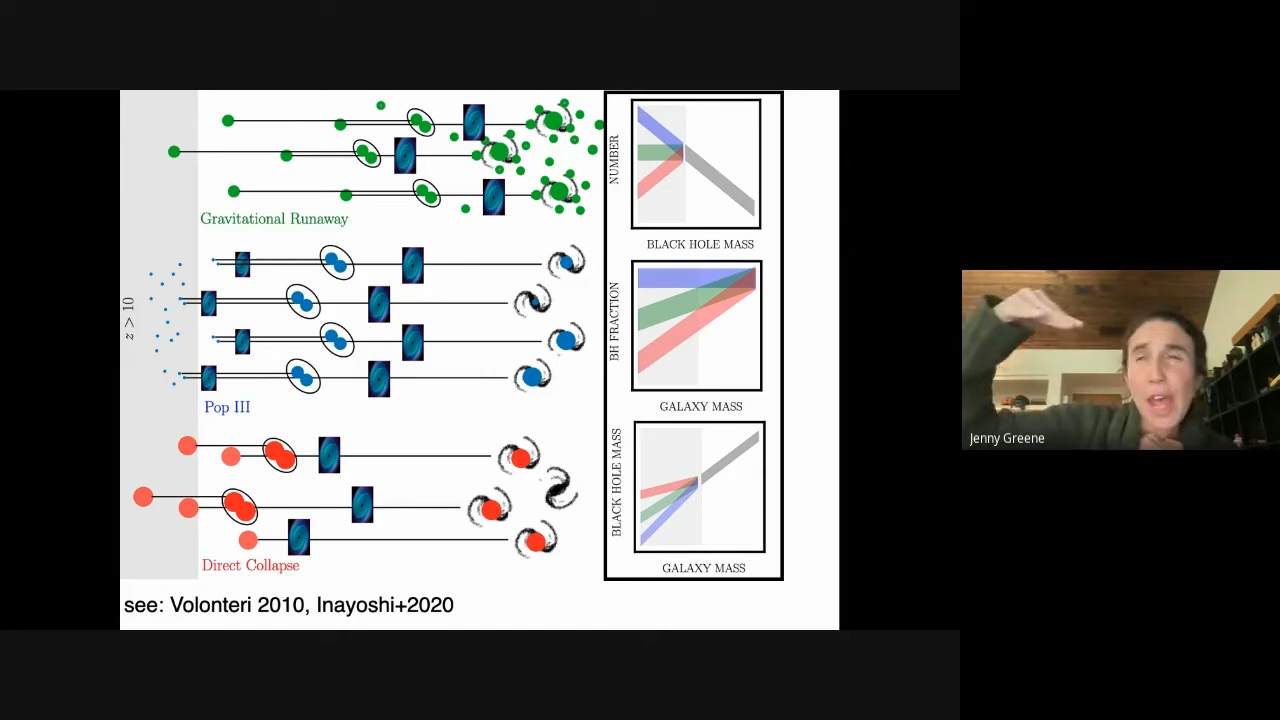 Gravitational Runaway
z > 10
Pop III
Direct Collapse
NUMBER
BLACK HOLE MASS
BH FRACTION
GALAXY MASS
BLACK HOLE MASS
GALAXY MASS
see: Volonteri 2010, Inayoshi+2020
Jenny Greene